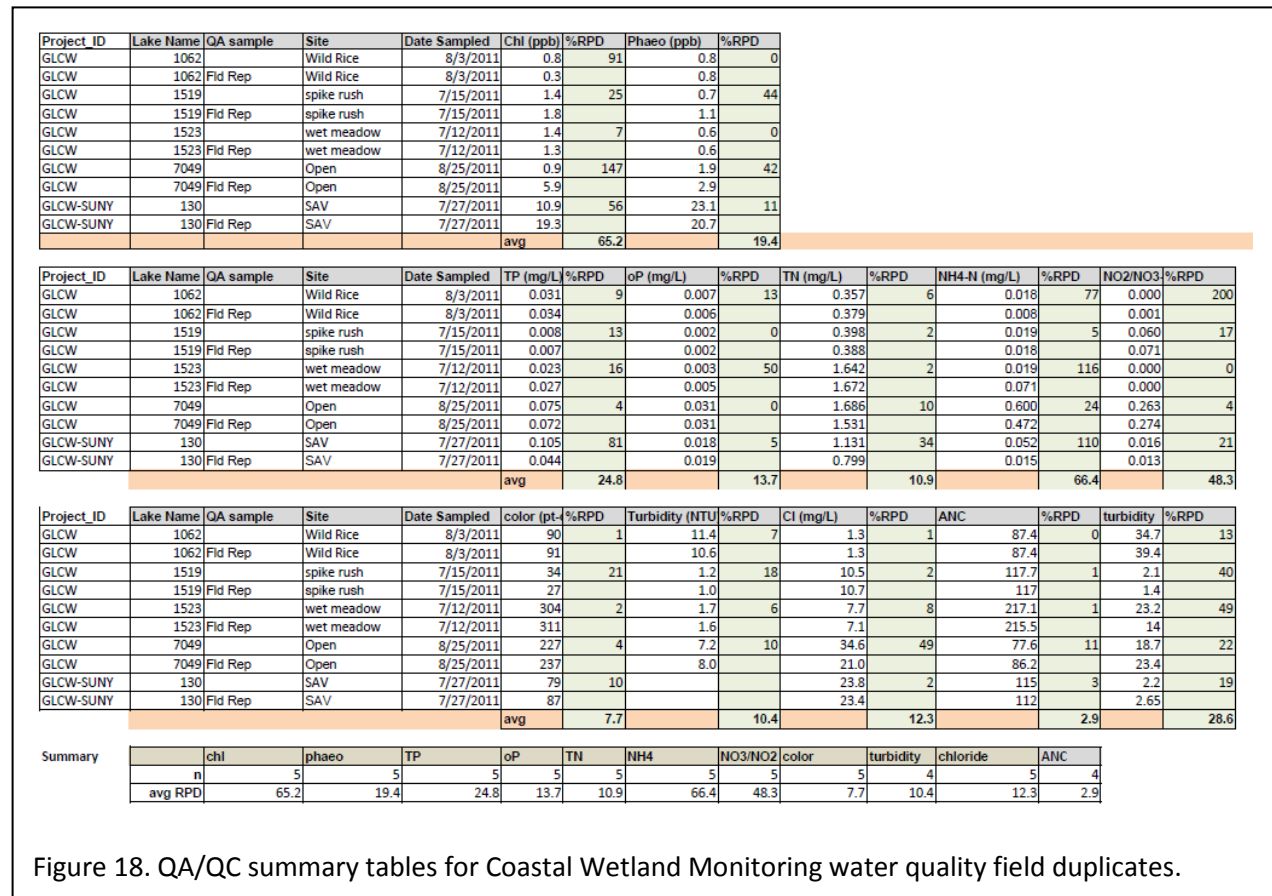 Project_ID Lake Name QA sample Site Date Sampled Chl (ppb) %RPD Phaeo (ppb) %RPD
GLCW 1062 Wild Rice 8/3/2011 0.8 91 0.8 0
GLCW 1062 Fld Rep Wild Rice 8/3/2011 0.3 0.8
GLCW 1519 spike rush 7/15/2011 1.4 25 0.7 44
GLCW 1519 Fld Rep spike rush 7/15/2011 1.8 1.1
GLCW 1523 wet meadow 7/12/2011 1.4 7 0.6 0
GLCW 1523 Fld Rep wet meadow 7/12/2011 1.3 0.6
GLCW 7049 Open 8/25/2011 0.9 147 1.9 42
GLCW 7049 Fld Rep Open 8/25/2011 5.9 2.9
GLCW-SUNY 130 SAV 7/27/2011 10.9 56 23.1 11
GLCW-SUNY 130 Fld Rep SAV 7/27/2011 19.3 20.7
avg 65.2 19.4
Project_ID Lake Name QA sample Site Date Sampled TP (mg/L) %RPD oP (mg/L) %RPD TN (mg/L) %RPD NH4-N (mg/L) %RPD NO2/NO3- %RPD
GLCW 1062 Wild Rice 8/3/2011 0.031 9 0.007 13 0.357 6 0.018 77 0.000 200
GLCW 1062 Fld Rep Wild Rice 8/3/2011 0.034 0.006 0.379 0.008 0.001
GLCW 1519 spike rush 7/15/2011 0.008 13 0.002 0 0.398 2 0.019 5 0.060 17
GLCW 1519 Fld Rep spike rush 7/15/2011 0.007 0.002 0.388 0.018 0.071
GLCW 1523 wet meadow 7/12/2011 0.023 16 0.003 50 1.642 2 0.019 116 0.000 0
GLCW 1523 Fld Rep wet meadow 7/12/2011 0.027 0.005 1.672 0.071 0.000
GLCW 7049 Open 8/25/2011 0.075 4 0.031 0 1.686 10 0.600 24 0.263 4
GLCW 7049 Fld Rep Open 8/25/2011 0.072 0.031 1.531 0.472 0.274
GLCW-SUNY 130 SAV 7/27/2011 0.105 81 0.018 5 1.131 34 0.052 110 0.016 21
GLCW-SUNY 130 Fld Rep SAV 7/27/2011 0.044 0.019 0.799 0.015 0.013
avg 24.8 13.7 10.9 66.4 48.3
Project_ID Lake Name QA sample Site Date Sampled color (pt- %RPD Turbidity (NTU %RPD Cl (mg/L) %RPD ANC %RPD turbidity %RPD
GLCW 1062 Wild Rice 8/3/2011 90 1 11.4 7 1.3 1 87.4 0 34.7 13
GLCW 1062 Fld Rep Wild Rice 8/3/2011 91 10.6 1.3 87.4 39.4
GLCW 1519 spike rush 7/15/2011 34 21 1.2 18 10.5 2 117.7 1 2.1 40
GLCW 1519 Fld Rep spike rush 7/15/2011 27 1.0 10.7 117 1.4
GLCW 1523 wet meadow 7/12/2011 304 2 1.7 6 7.7 8 217.1 1 23.2 49
GLCW 1523 Fld Rep wet meadow 7/12/2011 311 1.6 7.1 215.5 14
GLCW 7049 Open 8/25/2011 227 4 7.2 10 34.6 49 77.6 11 18.7 22
GLCW 7049 Fld Rep Open 8/25/2011 237 8.0 21.0 86.2 23.4
GLCW-SUNY 130 SAV 7/27/2011 79 10 23.8 2 115 3 2.2 19
GLCW-SUNY 130 Fld Rep SAV 7/27/2011 87 23.4 112 2.65
avg 7.7 10.4 12.3 2.9 28.6
Summary chl phaeo TP oP TN NH4 NO3/NO2 color turbidity chloride ANC
n 5 5 5 5 5 5 5 5 4 5 4
avg RPD 65.2 19.4 24.8 13.7 10.9 66.4 48.3 7.7 10.4 12.3 2.9
Figure 18. QA/QC summary tables for Coastal Wetland Monitoring water quality field duplicates.